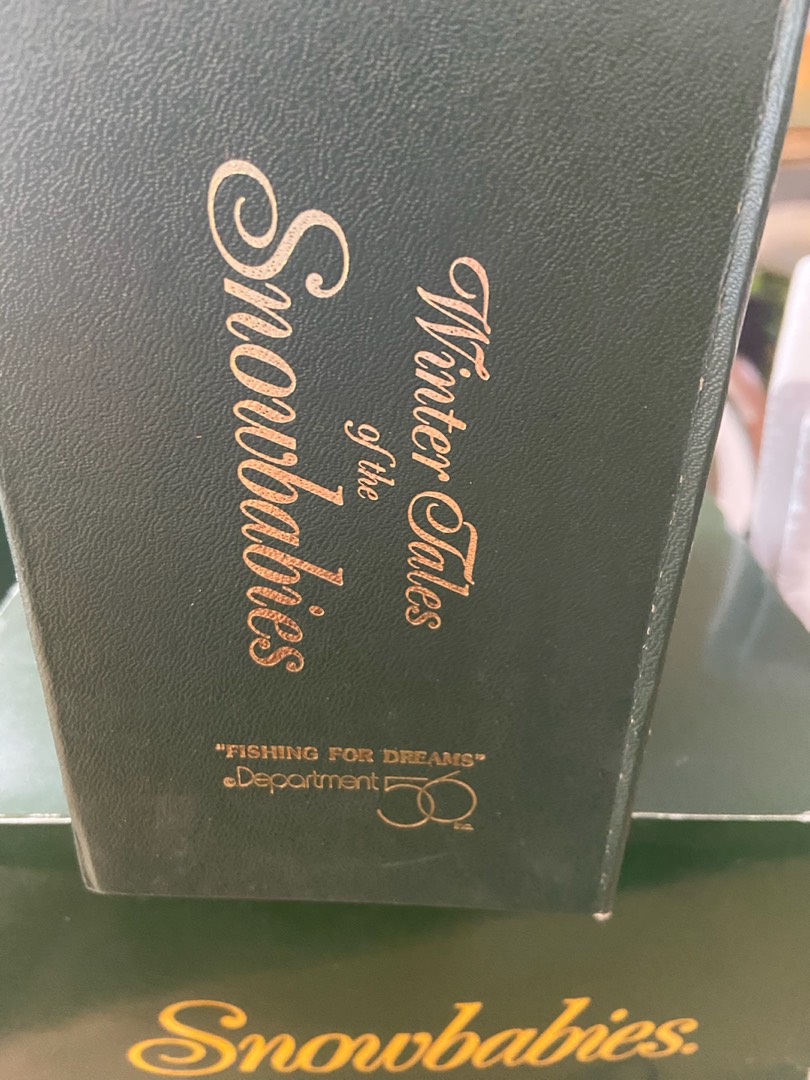 Winter Tales
of the
Snowbabies
"FISHING FOR DREAMS"
©Department 56
Snowbabies.